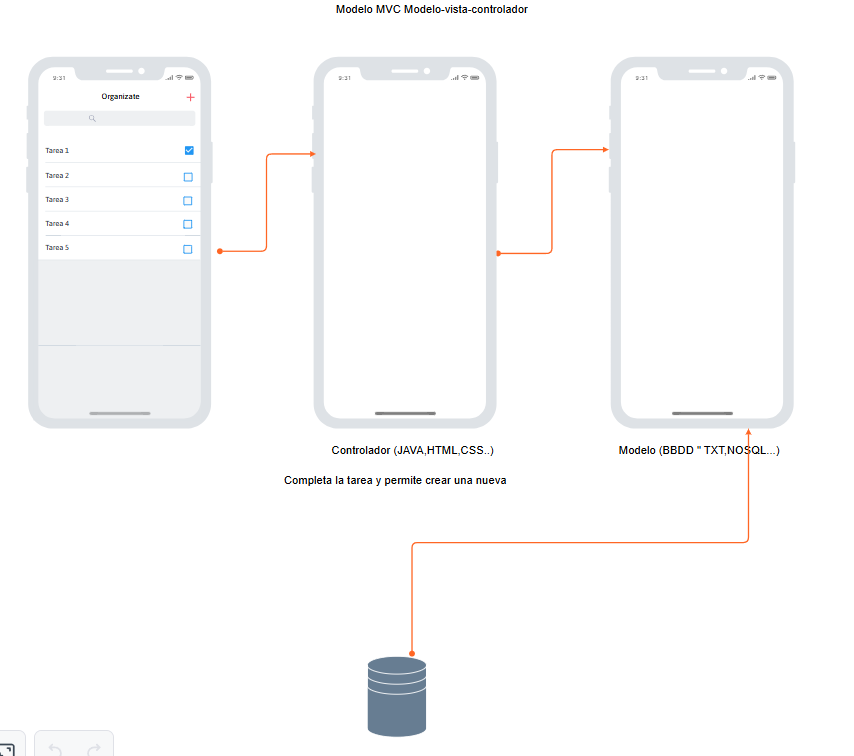 Modelo MVC Modelo-vista-controlador
9:31
9:31
9:31
Organizate
+
Tarea 1
Tarea 2
Tarea 3
Tarea 4
Tarea 5
Controlador (JAVA,HTML,CSS..)
Modelo (BBDD " TXT,NOSQL...)
Completa la tarea y permite crear una nueva